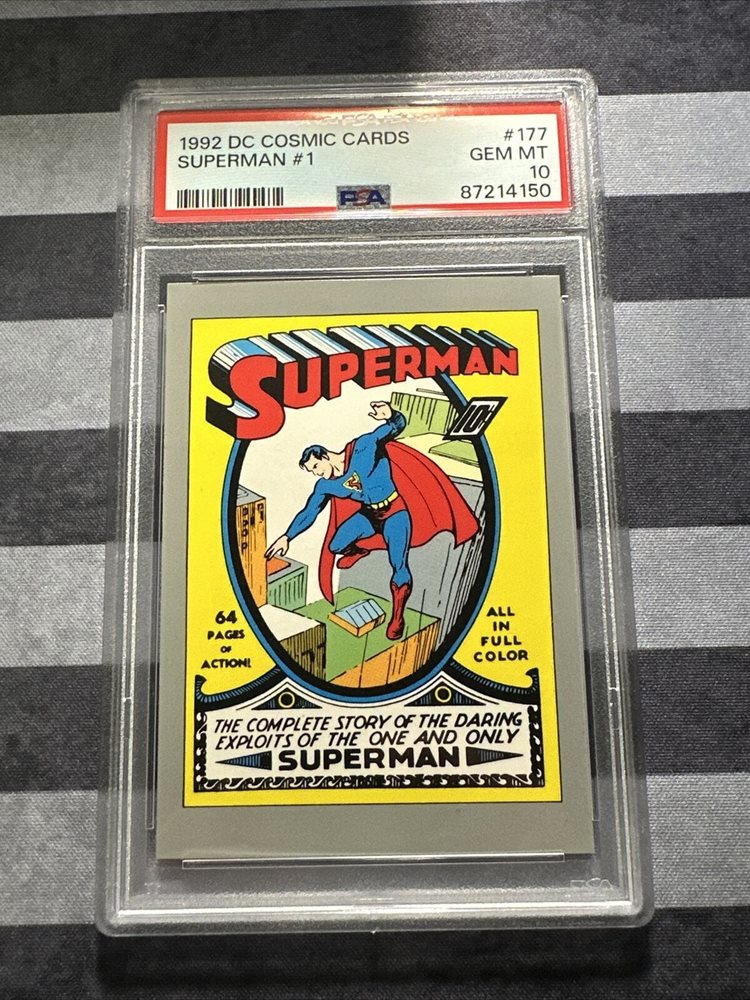 1992 DC COSMIC CARDS #177
SUPERMAN #1 GEM MT
10
PSA 87214150
SUPERMAN
10¢
64
PAGES
OF
ACTION!
ALL
IN
FULL
COLOR
THE COMPLETE STORY OF THE DARING
EXPLOITS OF THE ONE AND ONLY
SUPERMAN
PSA